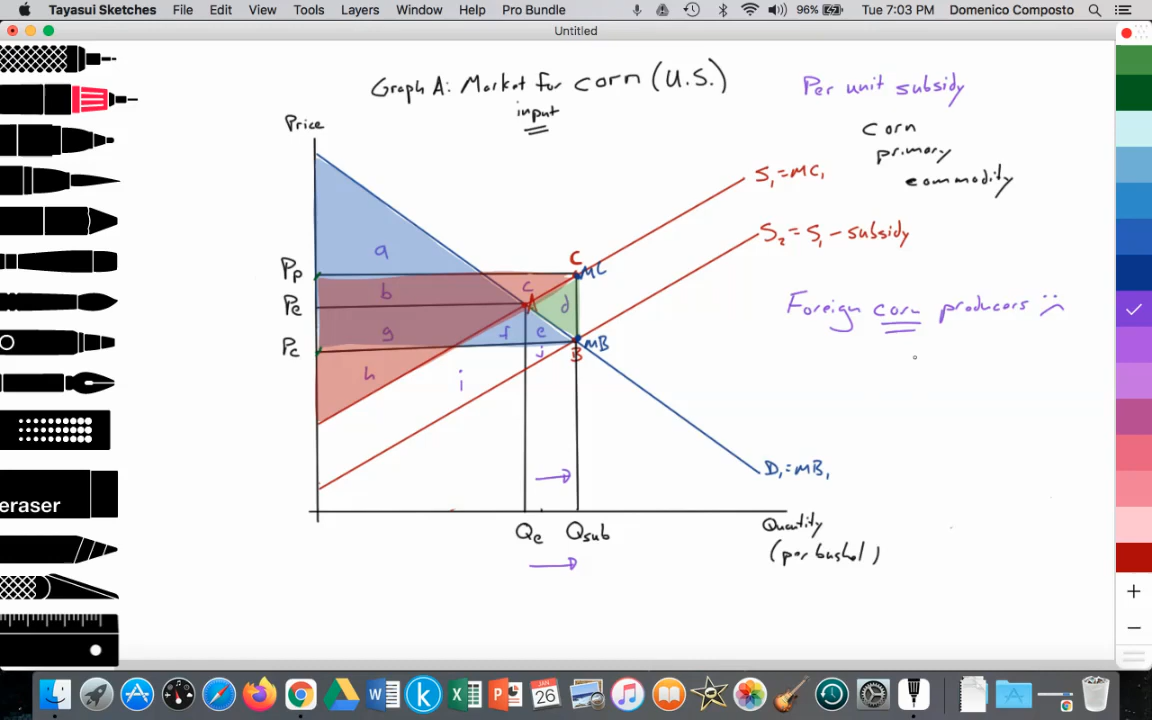 Tayasui Sketches File Edit View Tools Layers Window Help Pro Bundle 96% Tue 7:03 PM Domenico Composto
Untitled
Graph A: Market for corn (U.S.)
input
Per unit subsidy
corn
primary
commodity
Price
S₁=MC₁
S₂ = S₁ - subsidy
a
Pp
C
MC
b
c
Pe
A
d
Foreign corn producers :(
g
f
e
Pc
j
B
MB
h
i
D₁=MB₁
Qe
Qsub
Quantity
(per bushel)
eraser
JAN
26